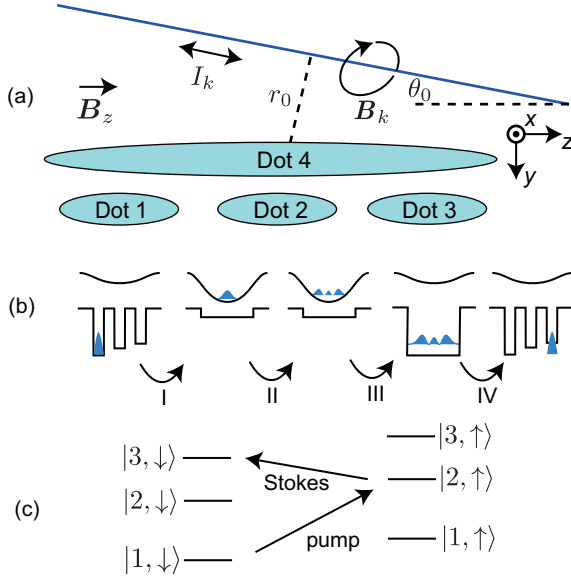 (a)
I_k
r_0
B_k
θ_0
B_z
x
z
y
Dot 4
Dot 1 Dot 2 Dot 3
(b)
I II III IV
(c)
|3,↓⟩ |3,↑⟩
Stokes
|2,↓⟩ |2,↑⟩
pump
|1,↓⟩ |1,↑⟩